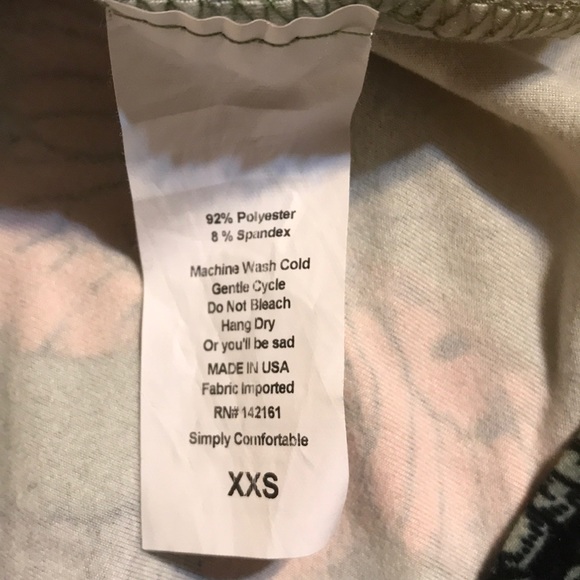 92% Polyester
8 % Spandex
Machine Wash Cold
Gentle Cycle
Do Not Bleach
Hang Dry
Or you'll be sad
MADE IN USA
Fabric Imported
RN# 142161
Simply Comfortable
XXS